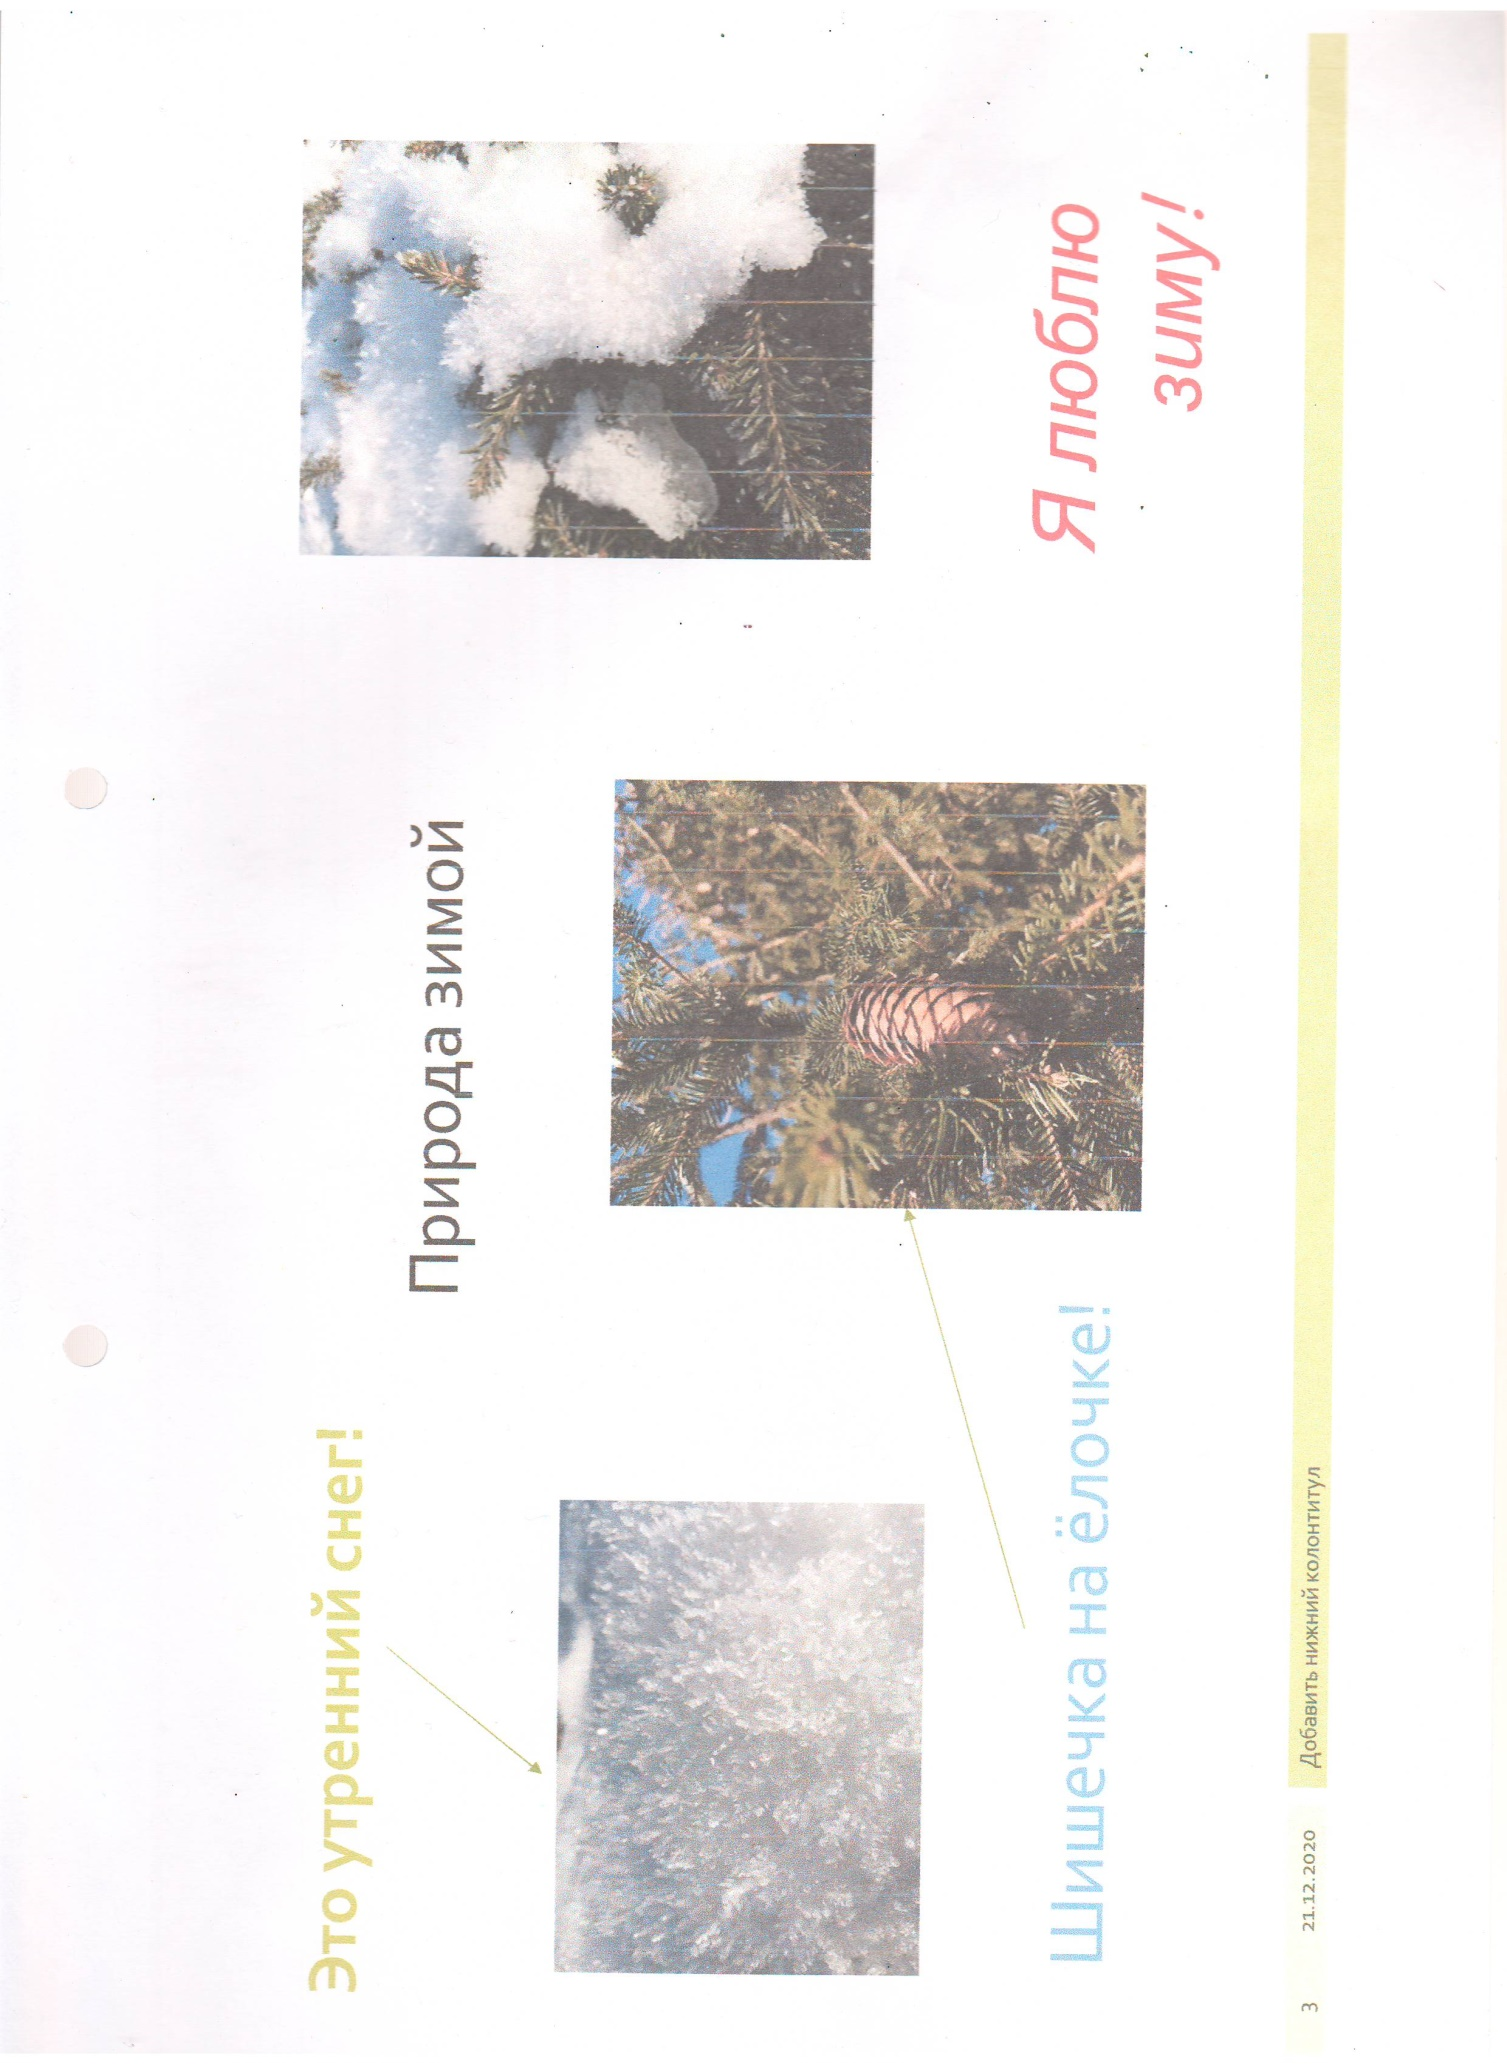 Это утренний снег!
Природа зимой
Шишечка на ёлочке!
Я люблю
зиму!
3
21.12.2020
Добавить нижний колонтитул